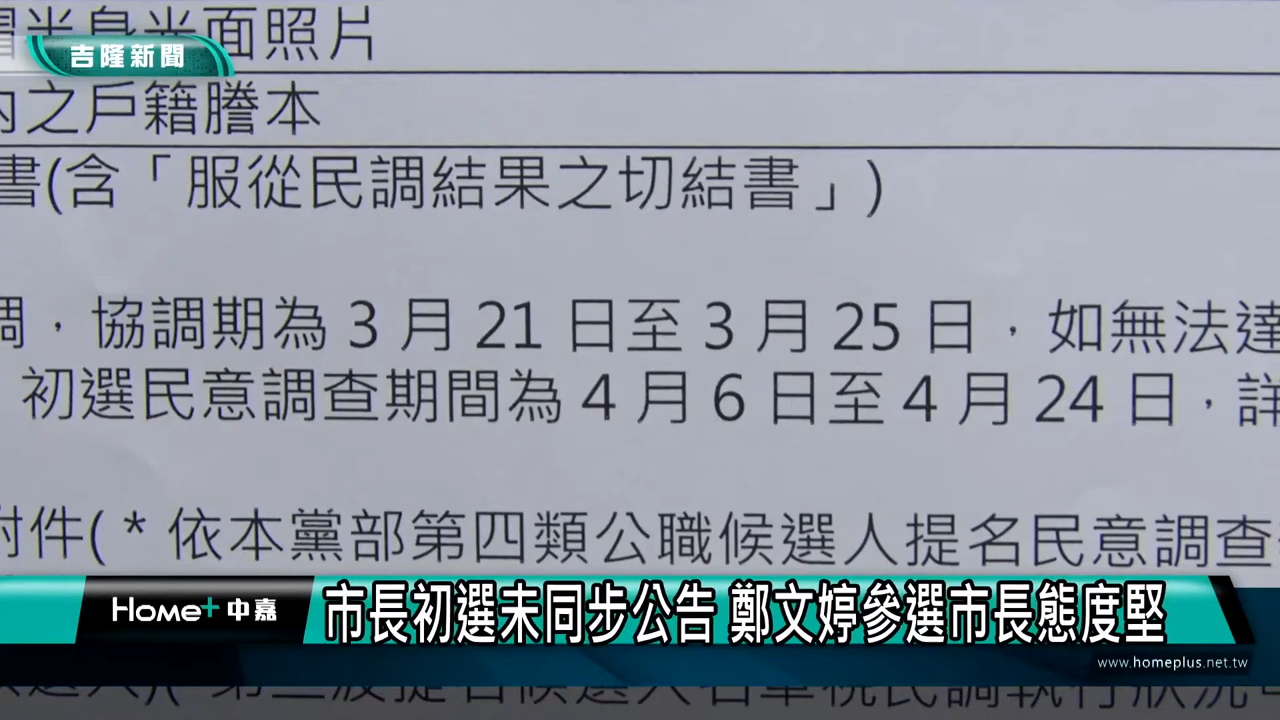 半身光面照片
吉隆新聞
內之戶籍謄本
書(含「服從民調結果之切結書」)
調，協調期為 3 月 21 日至 3 月 25 日，如無法達
初選民意調查期間為 4 月 6 日至 4 月 24 日，詳
附件( * 依本黨部第四類公職候選人提名民意調查
Home+ 中嘉
市長初選未同步公告 鄭文婷參選市長態度堅
www.homeplus.net.tw